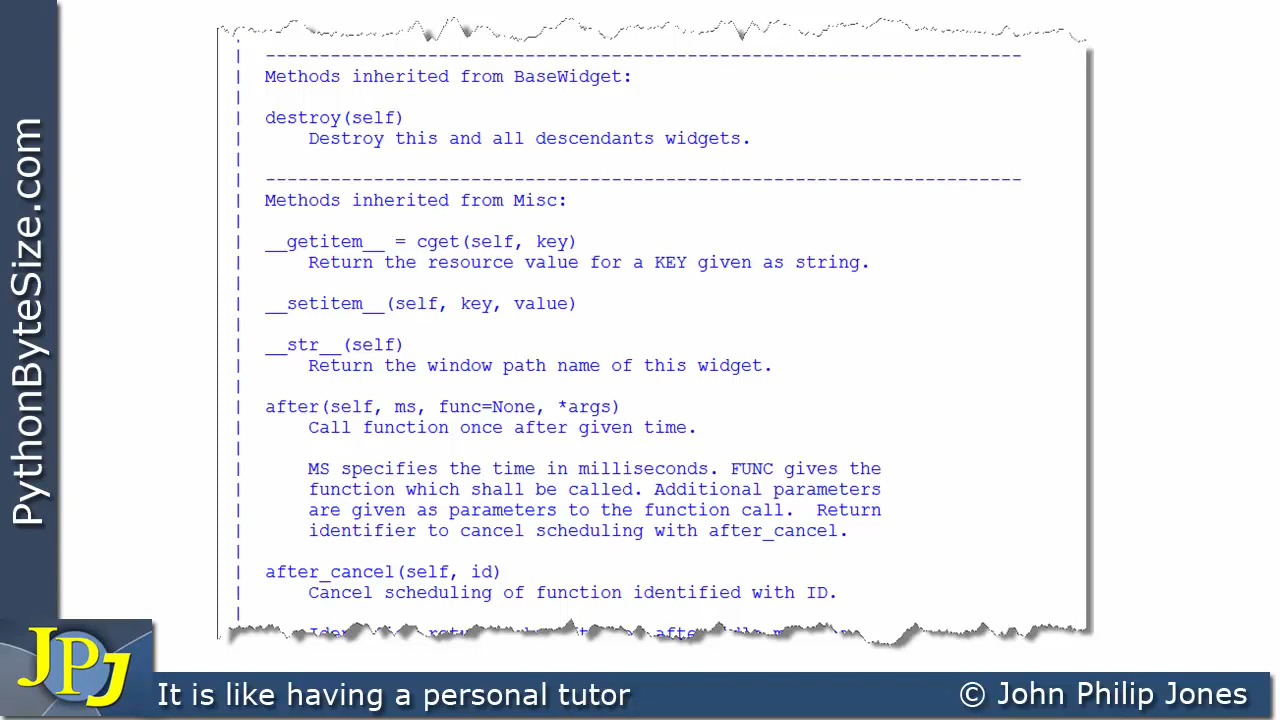 PythonByteSize.com
| ----------------------------------------------------------------------
| Methods inherited from BaseWidget:
|
| destroy(self)
| Destroy this and all descendants widgets.
|
| ----------------------------------------------------------------------
| Methods inherited from Misc:
|
| __getitem__ = cget(self, key)
| Return the resource value for a KEY given as string.
|
| __setitem__(self, key, value)
|
| __str__(self)
| Return the window path name of this widget.
|
| after(self, ms, func=None, *args)
| Call function once after given time.
|
| MS specifies the time in milliseconds. FUNC gives the
| function which shall be called. Additional parameters
| are given as parameters to the function call.  Return
| identifier to cancel scheduling with after_cancel.
|
| after_cancel(self, id)
| Cancel scheduling of function identified with ID.
|
JPJ
It is like having a personal tutor
© John Philip Jones